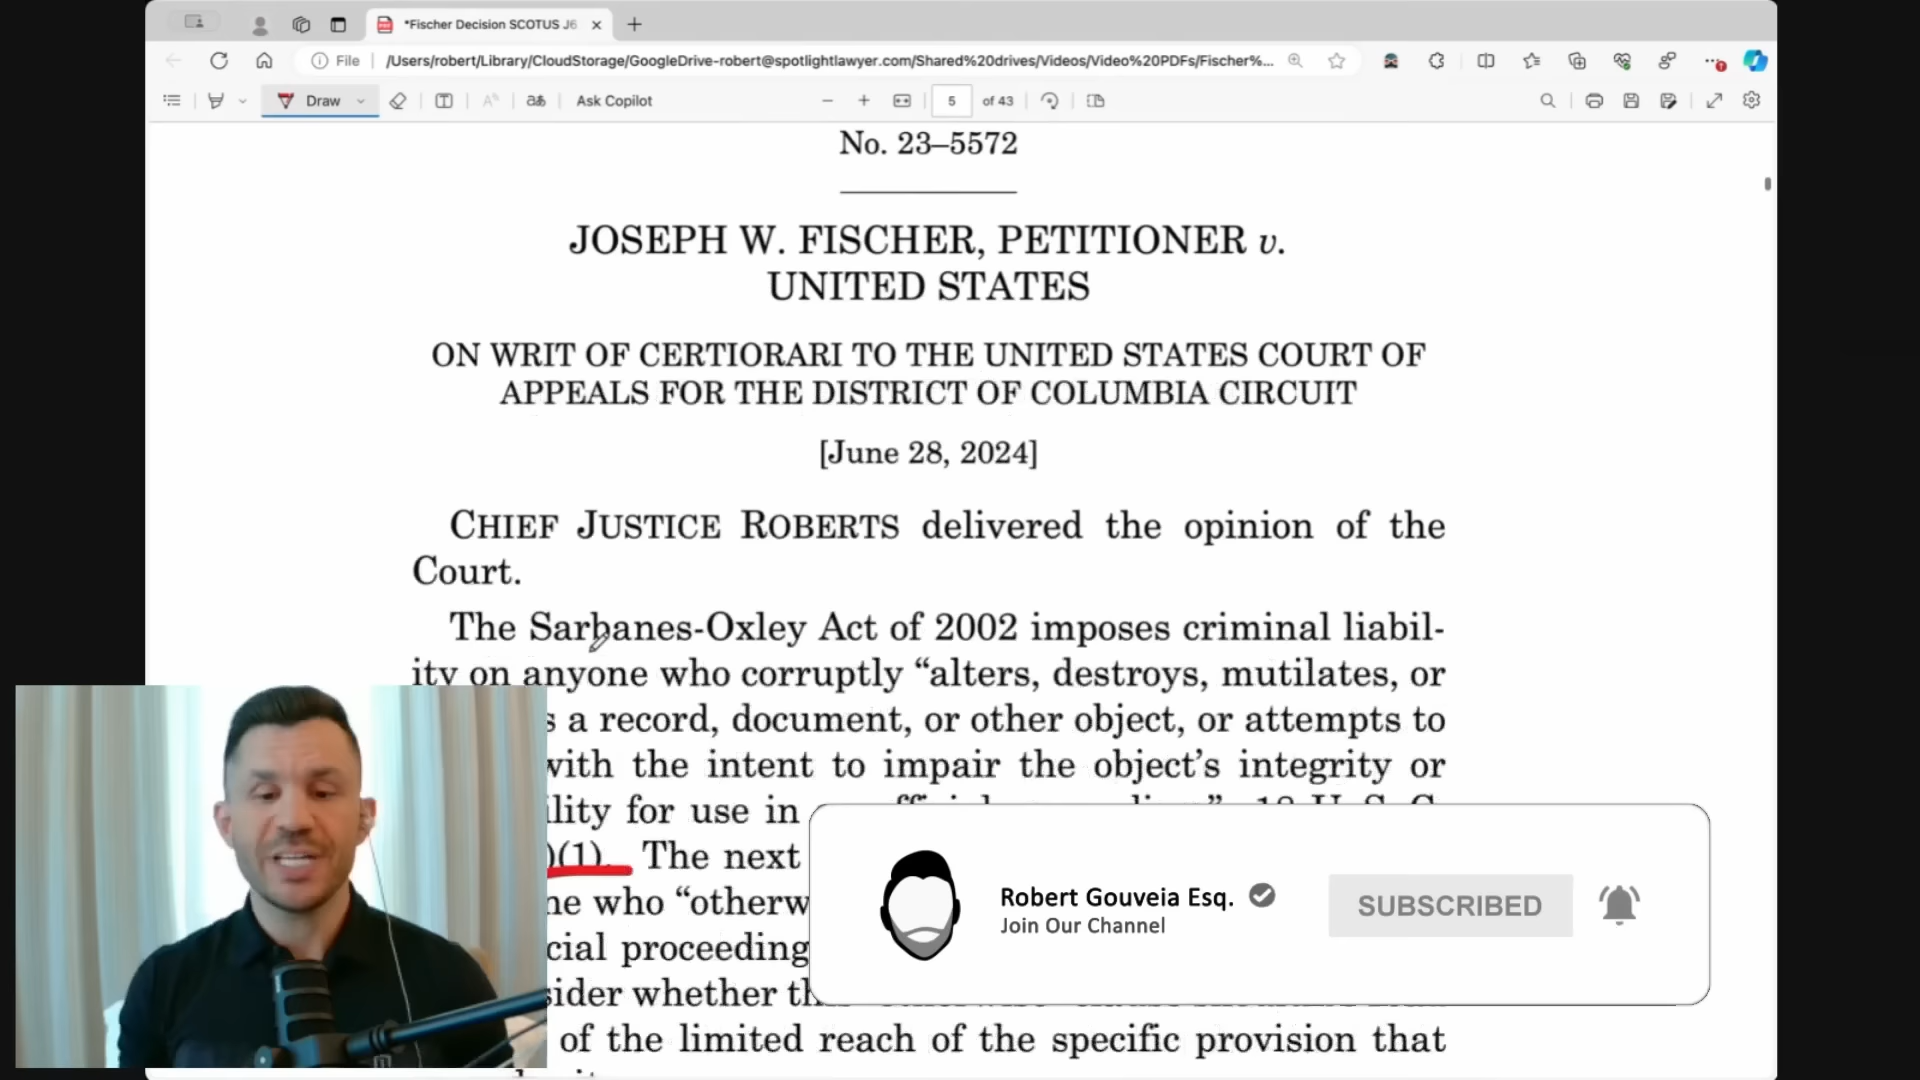 *Fischer Decision SCOTUS J6
File
/Users/robert/Library/CloudStorage/GoogleDrive-robert@spotlightlawyer.com/Shared%20drives/Videos/Video%20PDFs/Fischer%...
Draw
Ask Copilot
5 of 43
No. 23–5572
JOSEPH W. FISCHER, PETITIONER v.
UNITED STATES
ON WRIT OF CERTIORARI TO THE UNITED STATES COURT OF
APPEALS FOR THE DISTRICT OF COLUMBIA CIRCUIT
[June 28, 2024]
CHIEF JUSTICE ROBERTS delivered the opinion of the
Court.
The Sarbanes-Oxley Act of 2002 imposes criminal liabil-
ity on anyone who corruptly “alters, destroys, mutilates, or
s a record, document, or other object, or attempts to
with the intent to impair the object’s integrity or
ility for use in
)(1). The next
ne who “otherw
cial proceeding
sider whether th
of the limited reach of the specific provision that
Robert Gouveia Esq.
Join Our Channel
SUBSCRIBED